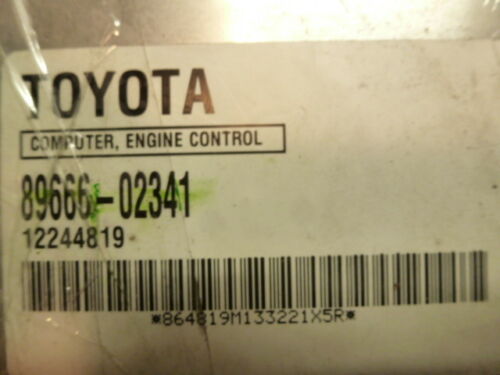 TOYOTA
COMPUTER, ENGINE CONTROL
89666-02341
12244819
*864819M133221X5R*